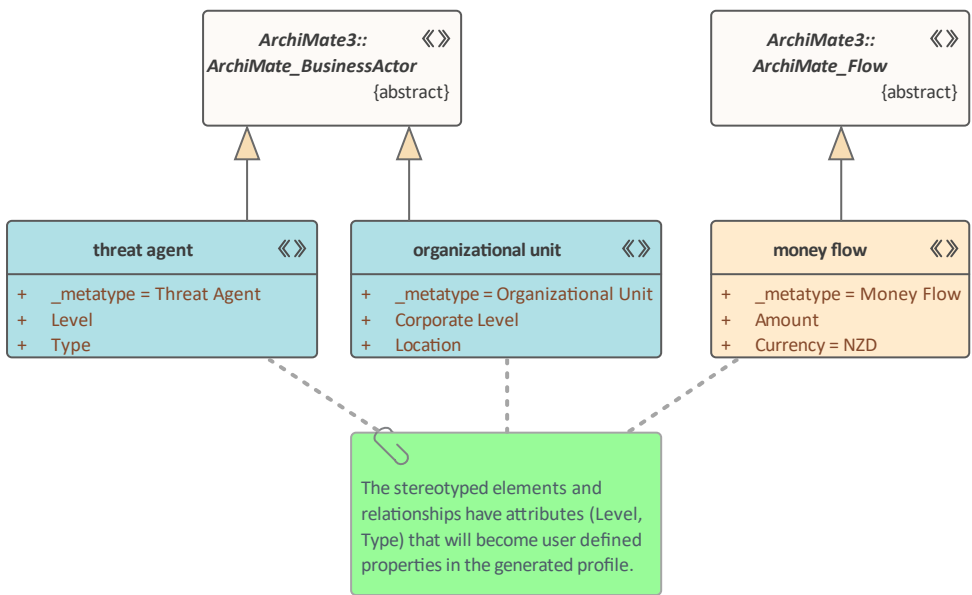 ArchiMate3:: «»
ArchiMate_BusinessActor
{abstract}
ArchiMate3:: «»
ArchiMate_Flow
{abstract}
threat agent «»
+ _metatype = Threat Agent
+ Level
+ Type
organizational unit «»
+ _metatype = Organizational Unit
+ Corporate Level
+ Location
money flow «»
+ _metatype = Money Flow
+ Amount
+ Currency = NZD
The stereotyped elements and
relationships have attributes (Level,
Type) that will become user defined
properties in the generated profile.